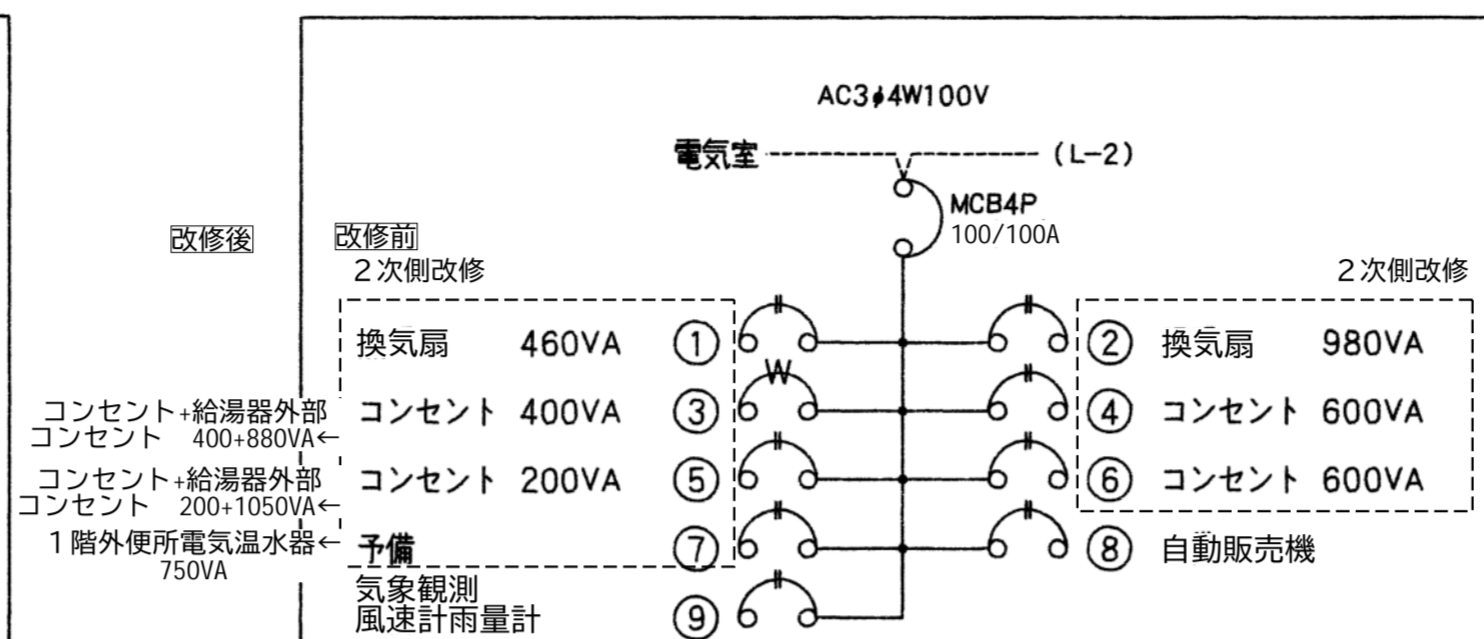 AC3φ4W100V
電気室
(L-2)
MCB4P
100/100A
改修後
改修前
2次側改修
2次側改修
換気扇 460VA ①
② 換気扇 980VA
コンセント+給湯器外部
コンセント 400+880VA←
コンセント 400VA ③
W
④ コンセント 600VA
コンセント+給湯器外部
コンセント 200+1050VA←
コンセント 200VA ⑤
⑥ コンセント 600VA
1階外便所電気温水器←
750VA
予備 ⑦
⑧ 自動販売機
気象観測
風速計雨量計 ⑨